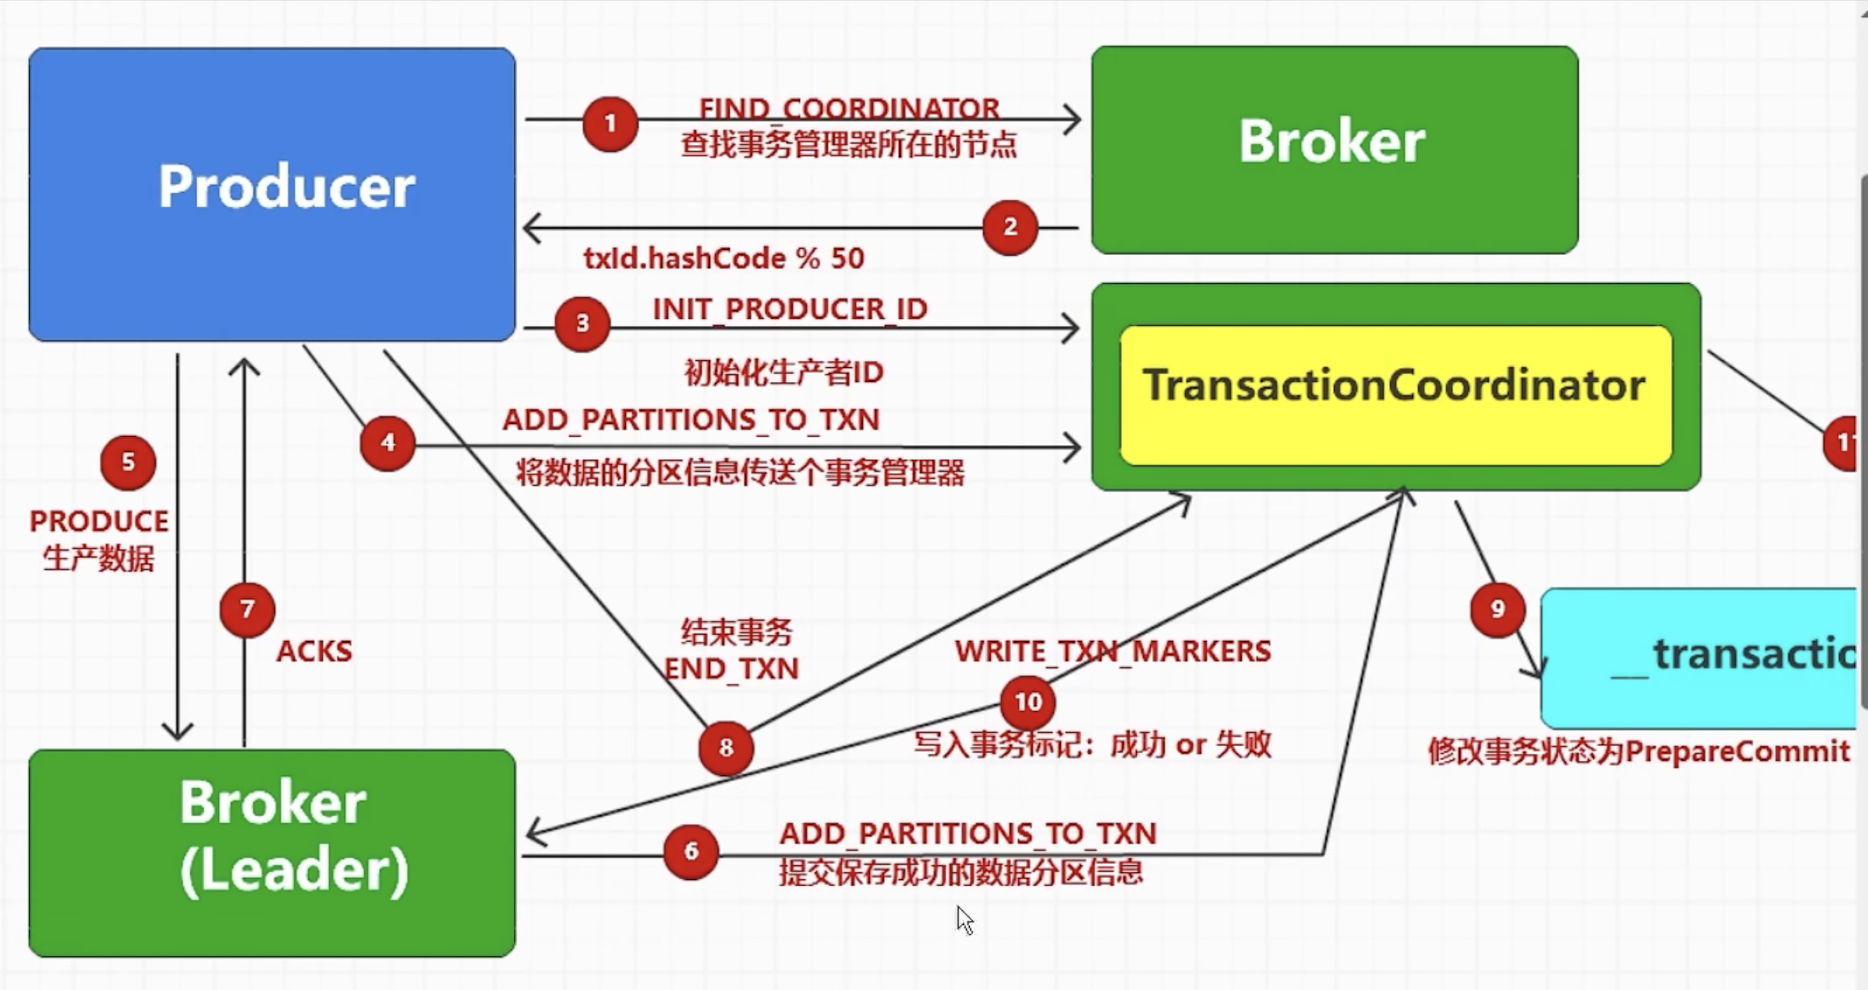 Producer
1
FIND_COORDINATOR
查找事务管理器所在的节点
Broker
2
txId.hashCode % 50
3
INIT_PRODUCER_ID
初始化生产者ID
TransactionCoordinator
4
ADD_PARTITIONS_TO_TXN
将数据的分区信息传送个事务管理器
5
PRODUCE
生产数据
7
ACKS
结束事务
END_TXN
8
WRITE_TXN_MARKERS
10
写入事务标记：成功 or 失败
9
__transactio
修改事务状态为PrepareCommit
Broker
(Leader)
6
ADD_PARTITIONS_TO_TXN
提交保存成功的数据分区信息